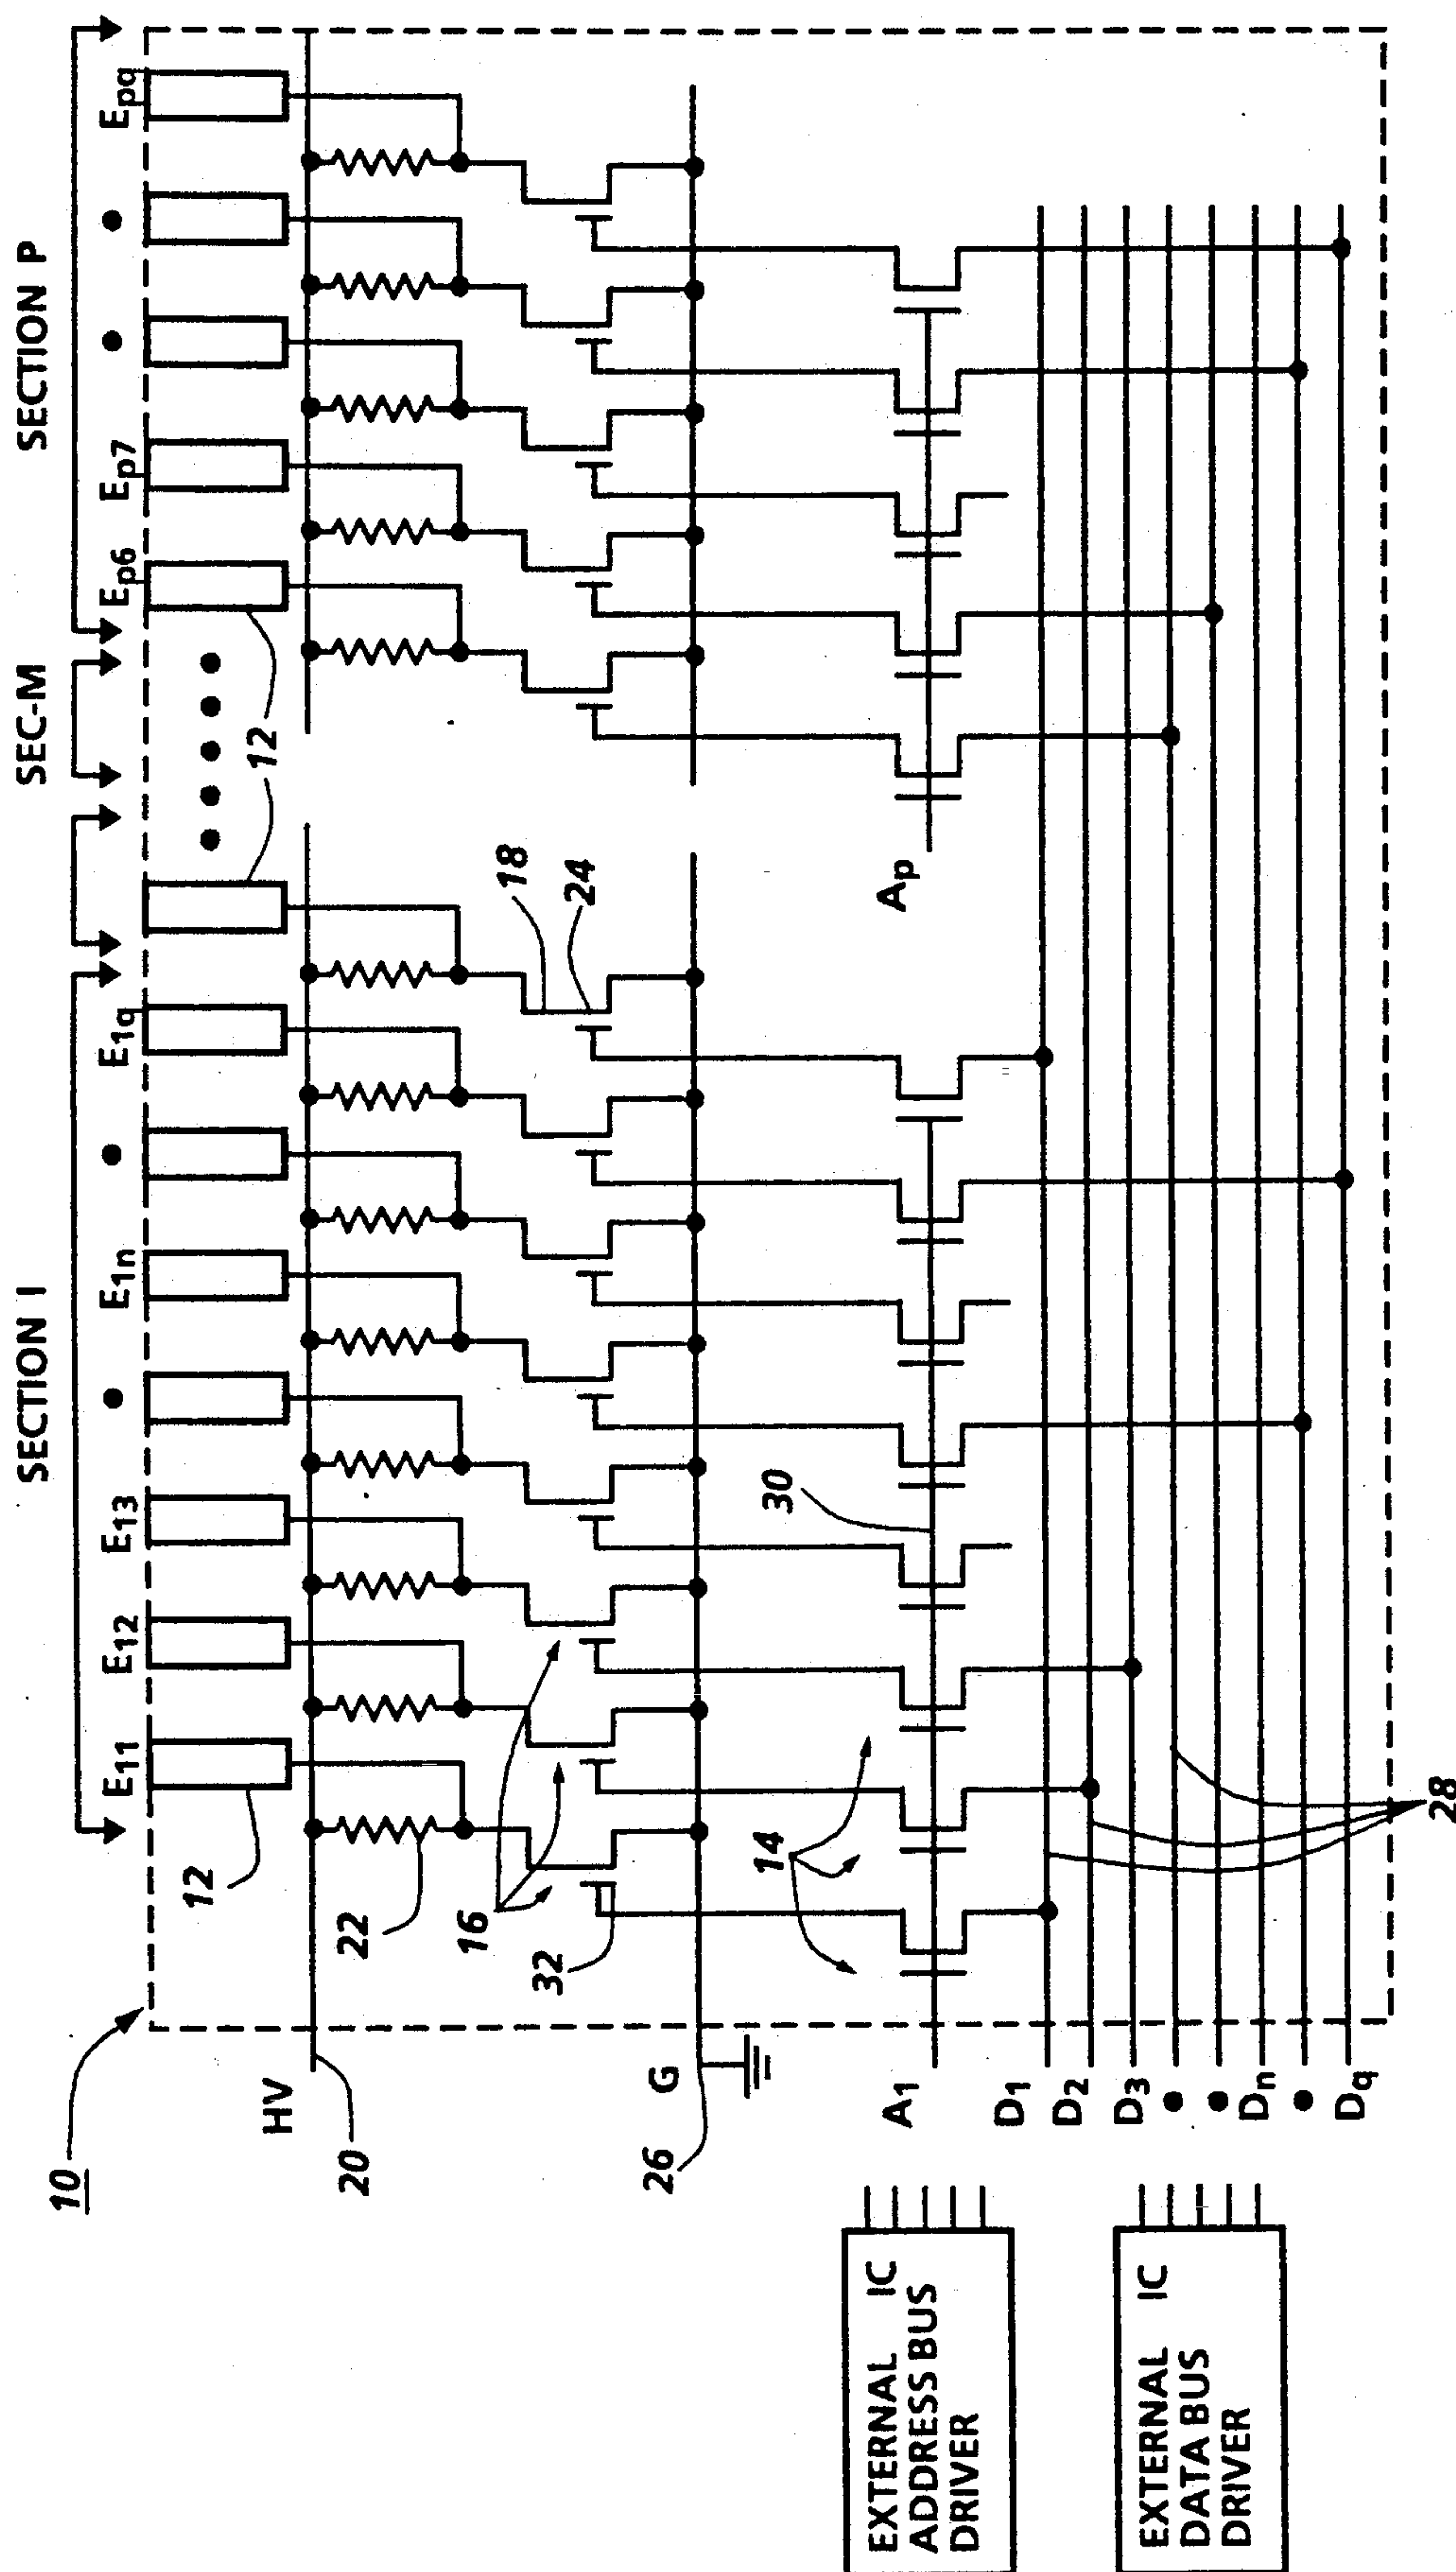 SECTION I
SEC-M
SECTION P
E11
E12
E13
•
E1n
•
E1q
Ep6
Ep7
•
•
Epq
10
12
12
HV
20
22
16
18
24
32
G
26
14
30
A1
Ap
D1
D2
D3
•
•
Dn
•
Dq
28
EXTERNAL IC
ADDRESS BUS
DRIVER
EXTERNAL IC
DATA BUS
DRIVER